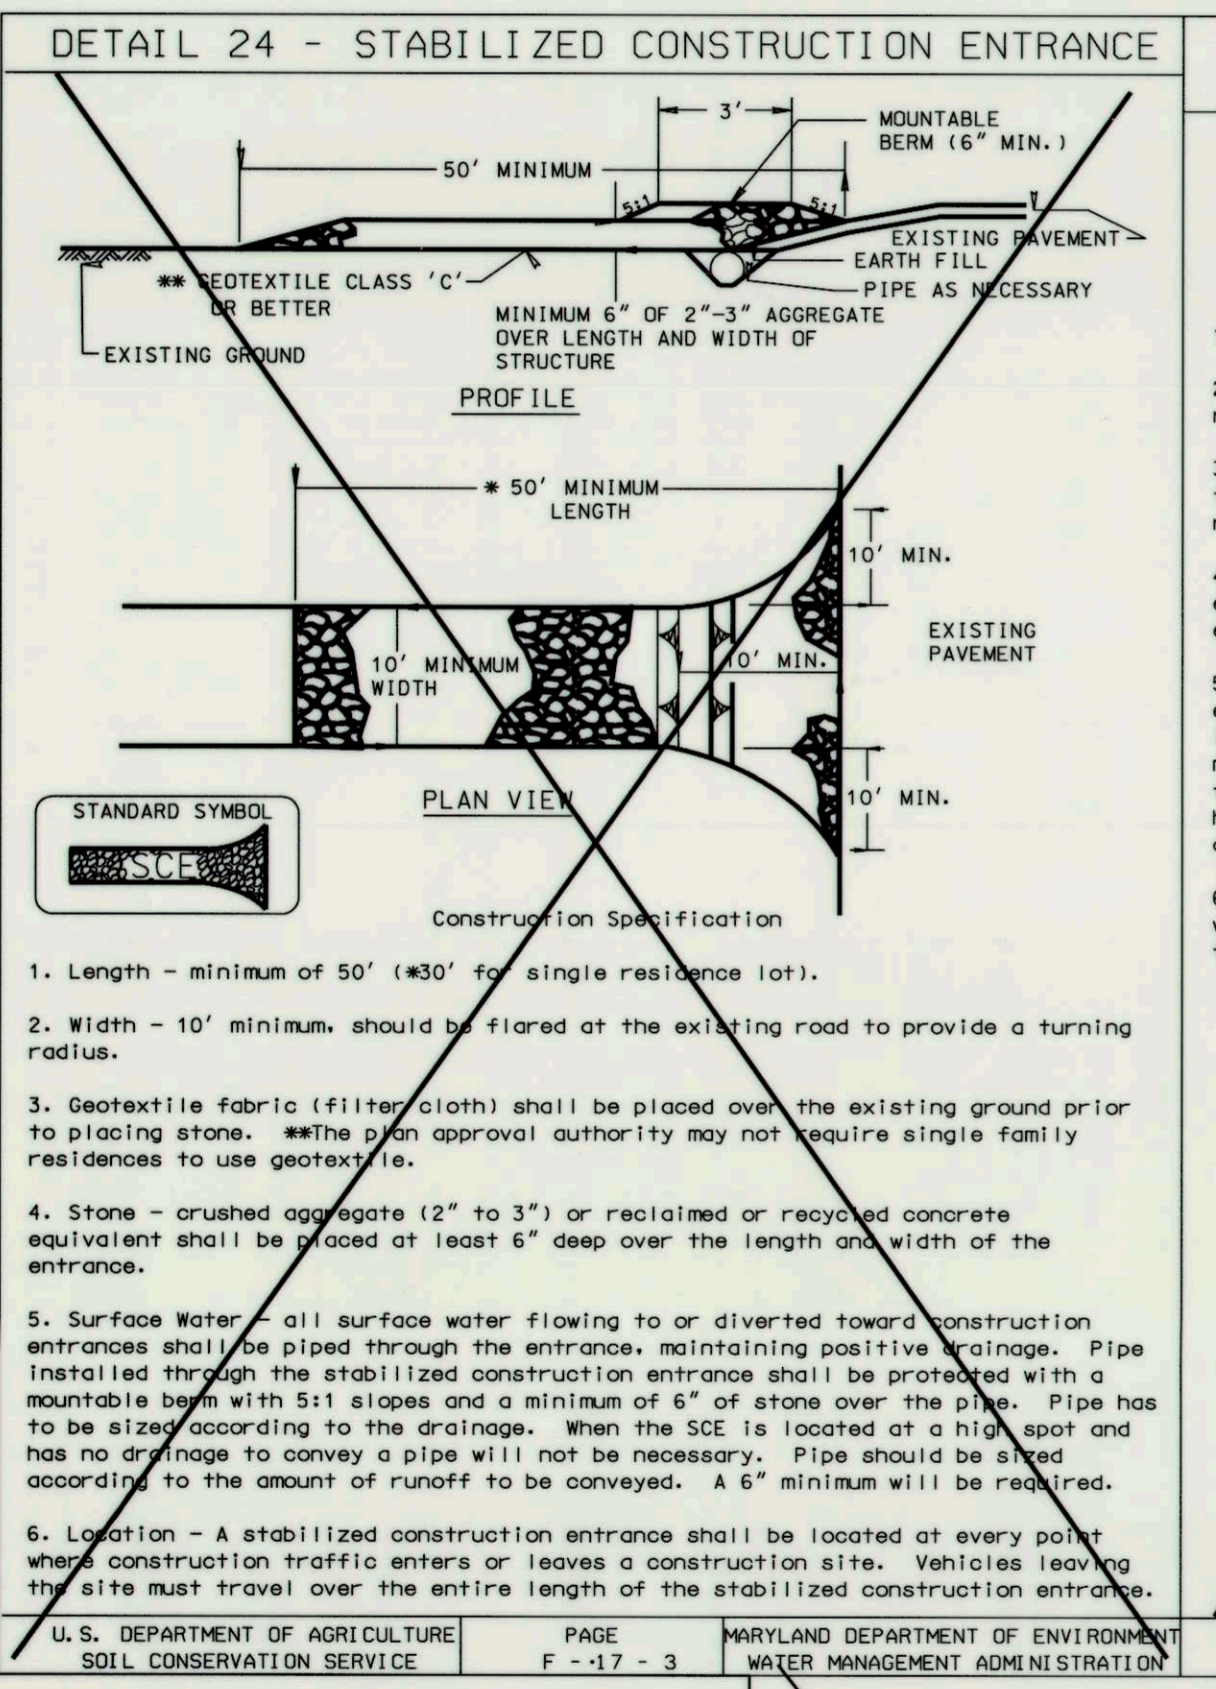 DETAIL 24 - STABILIZED CONSTRUCTION ENTRANCE
3'
MOUNTABLE
BERM (6" MIN.)
50' MINIMUM
5:1
5:1
EXISTING PAVEMENT
EARTH FILL
PIPE AS NECESSARY
** GEOTEXTILE CLASS 'C'
OR BETTER
MINIMUM 6" OF 2"-3" AGGREGATE
OVER LENGTH AND WIDTH OF
STRUCTURE
EXISTING GROUND
PROFILE
* 50' MINIMUM
LENGTH
10' MIN.
EXISTING
PAVEMENT
10' MINIMUM
WIDTH
10' MIN.
10' MIN.
PLAN VIEW
STANDARD SYMBOL
SCE
Construction Specification
1. Length - minimum of 50' (*30' for single residence lot).
2. Width - 10' minimum, should be flared at the existing road to provide a turning
radius.
3. Geotextile fabric (filter cloth) shall be placed over the existing ground prior
to placing stone. **The plan approval authority may not require single family
residences to use geotextile.
4. Stone - crushed aggregate (2" to 3") or reclaimed or recycled concrete
equivalent shall be placed at least 6" deep over the length and width of the
entrance.
5. Surface Water - all surface water flowing to or diverted toward construction
entrances shall be piped through the entrance, maintaining positive drainage. Pipe
installed through the stabilized construction entrance shall be protected with a
mountable berm with 5:1 slopes and a minimum of 6" of stone over the pipe. Pipe has
to be sized according to the drainage. When the SCE is located at a high spot and
has no drainage to convey a pipe will not be necessary. Pipe should be sized
according to the amount of runoff to be conveyed. A 6" minimum will be required.
6. Location - A stabilized construction entrance shall be located at every point
where construction traffic enters or leaves a construction site. Vehicles leaving
the site must travel over the entire length of the stabilized construction entrance.
U.S. DEPARTMENT OF AGRICULTURE
SOIL CONSERVATION SERVICE
PAGE
F - 17 - 3
MARYLAND DEPARTMENT OF ENVIRONMENT
WATER MANAGEMENT ADMINISTRATION